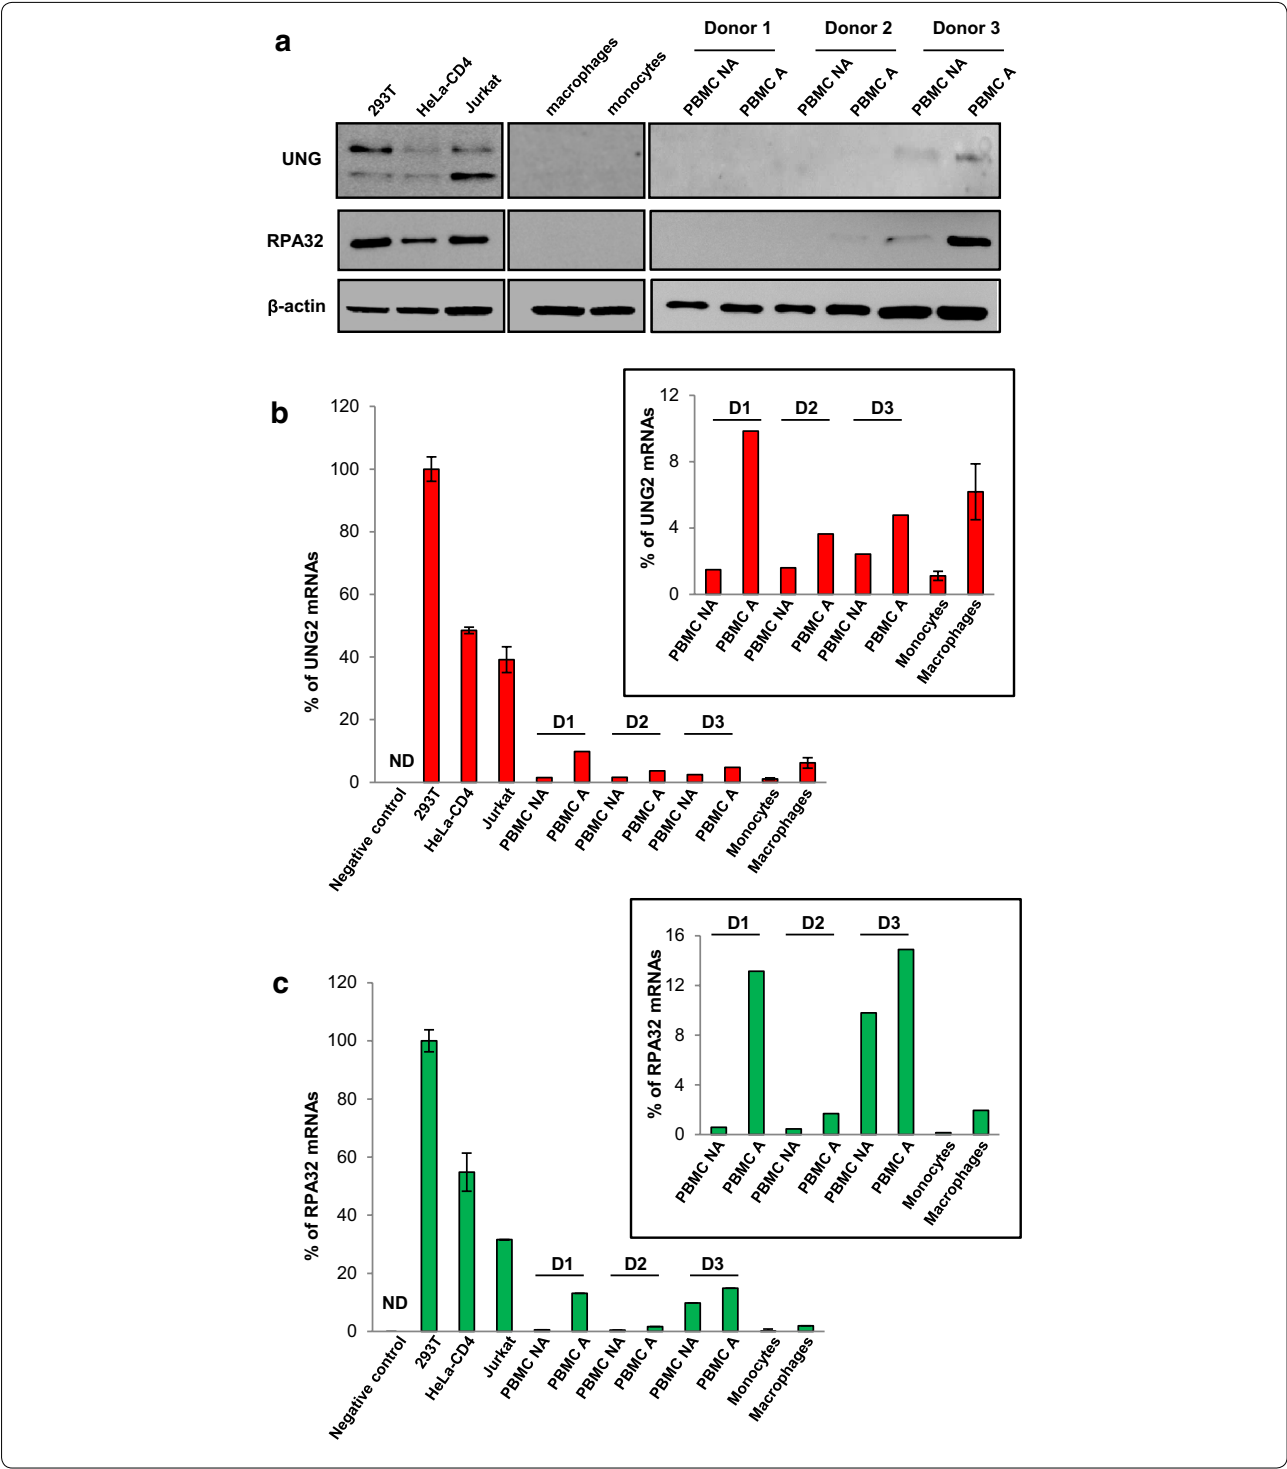 a
Donor 1 Donor 2 Donor 3
293T HeLa-CD4 Jurkat macrophages monocytes PBMC NA PBMC A PBMC NA PBMC A PBMC NA PBMC A
UNG
RPA32
β-actin
b
% of UNG2 mRNAs
120
100
80
60
40
20
0
ND
D1 D2 D3
Negative control 293T HeLa-CD4 Jurkat PBMC NA PBMC A PBMC NA PBMC A PBMC NA PBMC A Monocytes Macrophages
% of UNG2 mRNAs
12
8
4
0
D1 D2 D3
PBMC NA PBMC A PBMC NA PBMC A PBMC NA PBMC A Monocytes Macrophages
c
% of RPA32 mRNAs
120
100
80
60
40
20
0
ND
D1 D2 D3
Negative control 293T HeLa-CD4 Jurkat PBMC NA PBMC A PBMC NA PBMC A PBMC NA PBMC A Monocytes Macrophages
% of RPA32 mRNAs
16
12
8
4
0
D1 D2 D3
PBMC NA PBMC A PBMC NA PBMC A PBMC NA PBMC A Monocytes Macrophages